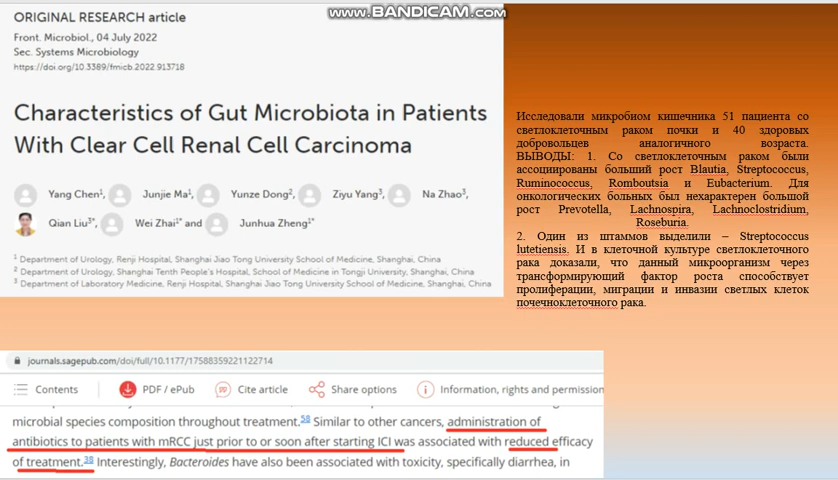 www.BANDICAM.com
ORIGINAL RESEARCH article
Front. Microbiol., 04 July 2022
Sec. Systems Microbiology
https://doi.org/10.3389/fmicb.2022.913718
Characteristics of Gut Microbiota in Patients
With Clear Cell Renal Cell Carcinoma
Yang Chen¹, Junjie Ma¹, Yunze Dong², Ziyu Yang³, Na Zhao³,
Qian Liu³*, Wei Zhai¹* and Junhua Zheng¹*
¹ Department of Urology, Renji Hospital, Shanghai Jiao Tong University School of Medicine, Shanghai, China
² Department of Urology, Shanghai Tenth People's Hospital, School of Medicine in Tongji University, Shanghai, China
³ Department of Laboratory Medicine, Renji Hospital, Shanghai Jiao Tong University School of Medicine, Shanghai, China
Исследовали микробиом кишечника 51 пациента со
светлоклеточным раком почки и 40 здоровых
добровольцев аналогичного возраста.
ВЫВОДЫ: 1. Со светлоклеточным раком были
ассоциированы больший рост Blautia, Streptococcus,
Ruminococcus, Romboutsia и Eubacterium. Для
онкологических больных был нехарактерен большой
рост Prevotella, Lachnospira, Lachnoclostridium,
Roseburia.
2. Один из штаммов выделили – Streptococcus
lutetiensis. И в клеточной культуре светлоклеточного
рака доказали, что данный микроорганизм через
трансформирующий фактор роста способствует
пролиферации, миграции и инвазии светлых клеток
почечноклеточного рака.
journals.sagepub.com/doi/full/10.1177/17588359221122714
Contents PDF / ePub Cite article Share options Information, rights and permission
microbial species composition throughout treatment.⁵⁸ Similar to other cancers, administration of
antibiotics to patients with mRCC just prior to or soon after starting ICI was associated with reduced efficacy
of treatment.³⁸ Interestingly, Bacteroides have also been associated with toxicity, specifically diarrhea, in